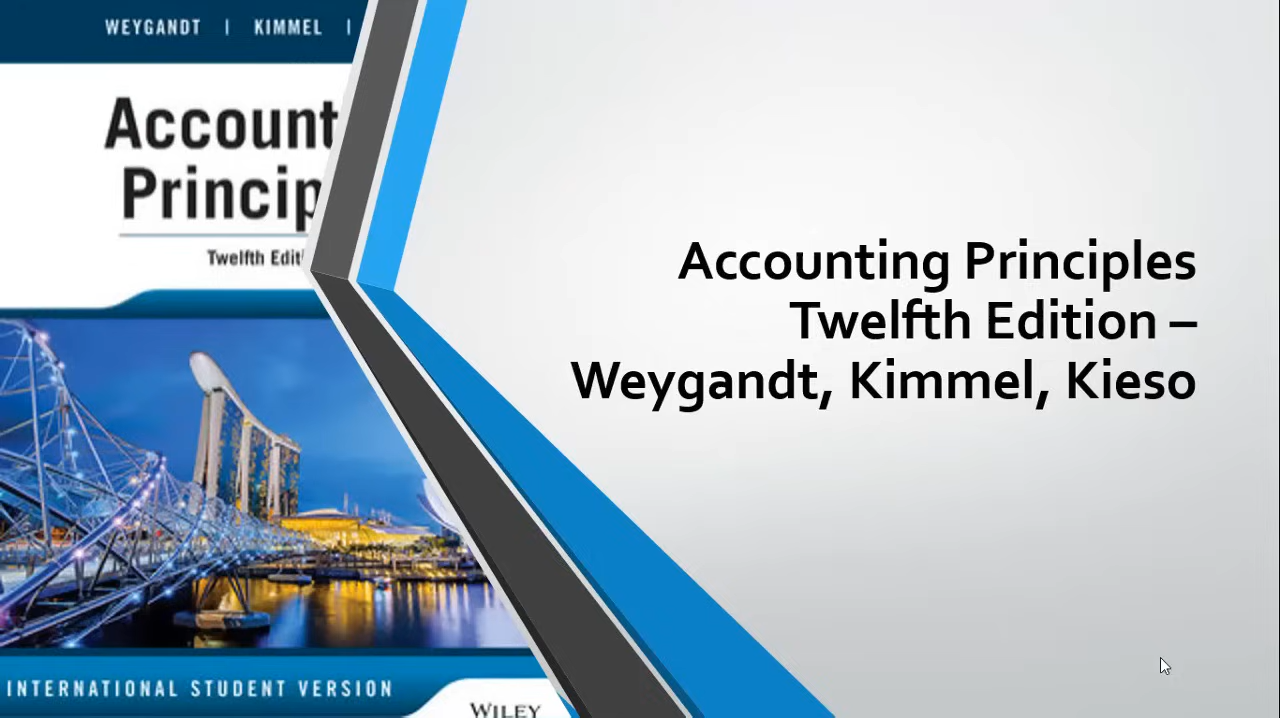 WEYGANDT | KIMMEL |
Account
Princip
Twelfth Edit
INTERNATIONAL STUDENT VERSION
WILEY
Accounting Principles
Twelfth Edition –
Weygandt, Kimmel, Kieso